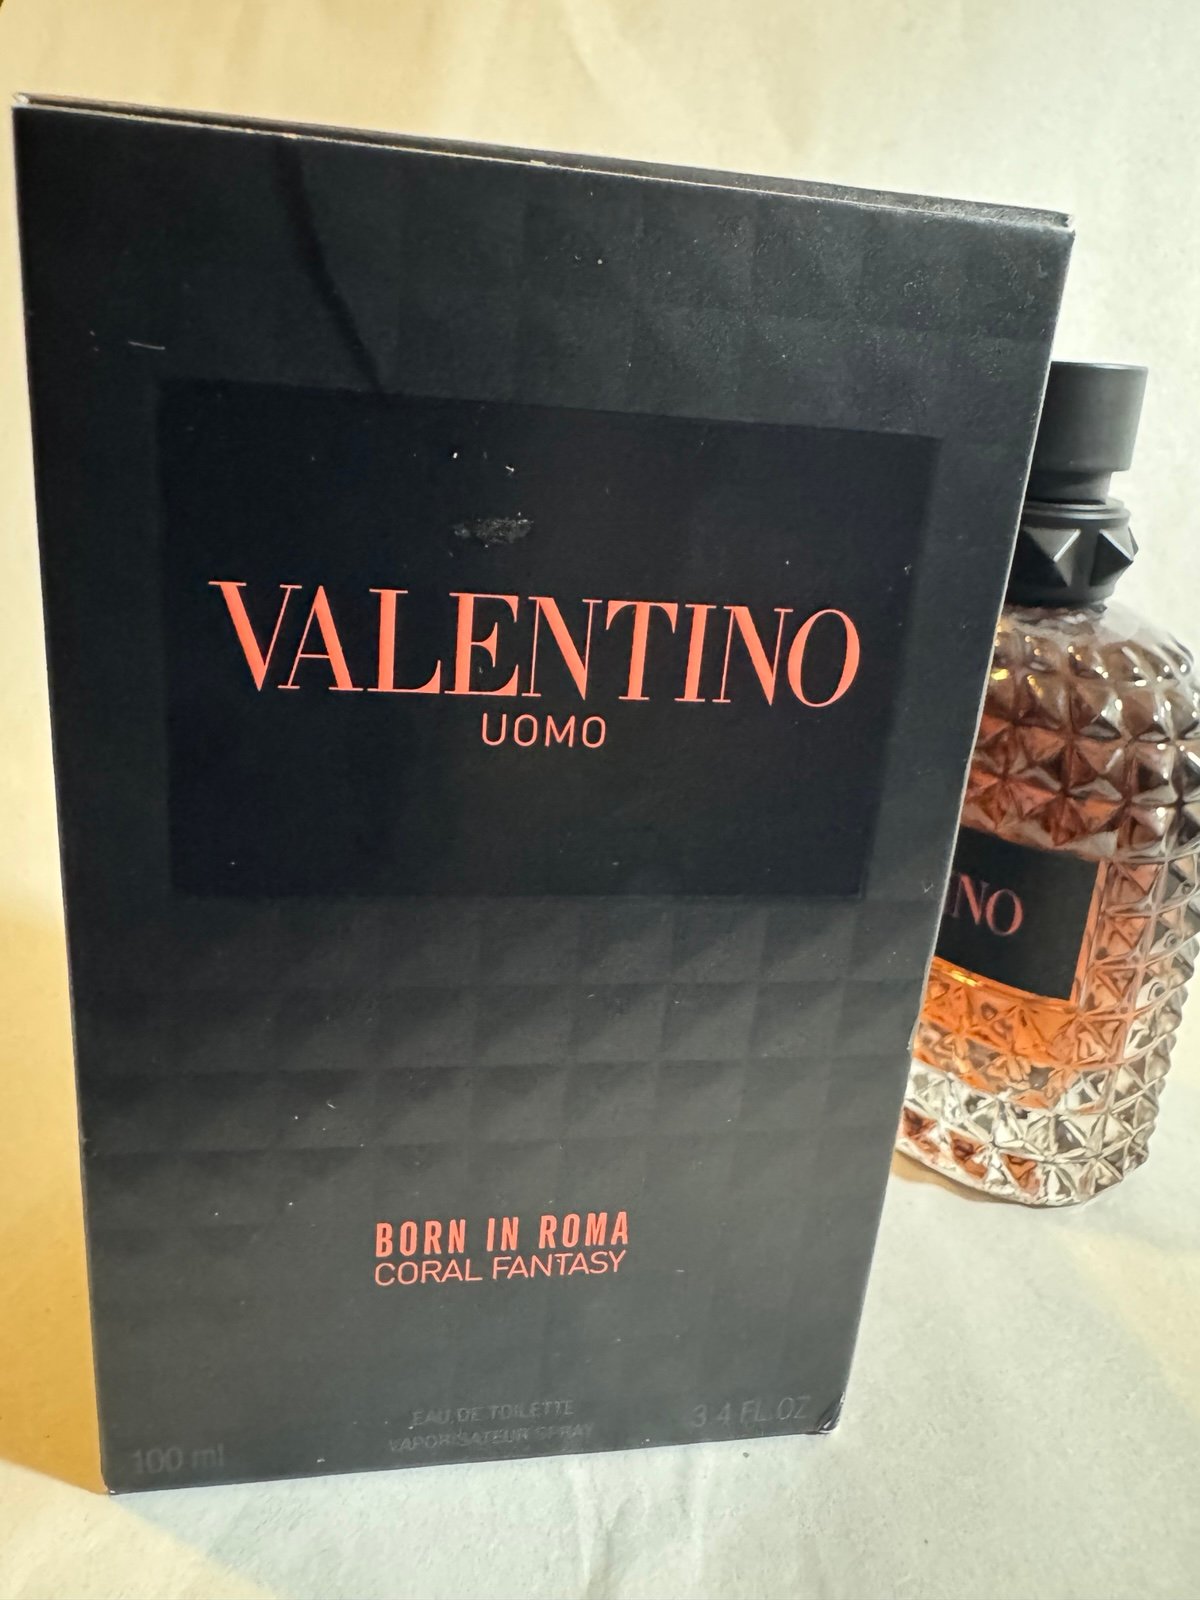 VALENTINO
UOMO
INO
BORN IN ROMA
CORAL FANTASY
EAU DE TOILETTE
VAPORISATEUR SPRAY
100 ml
3.4 FL.OZ